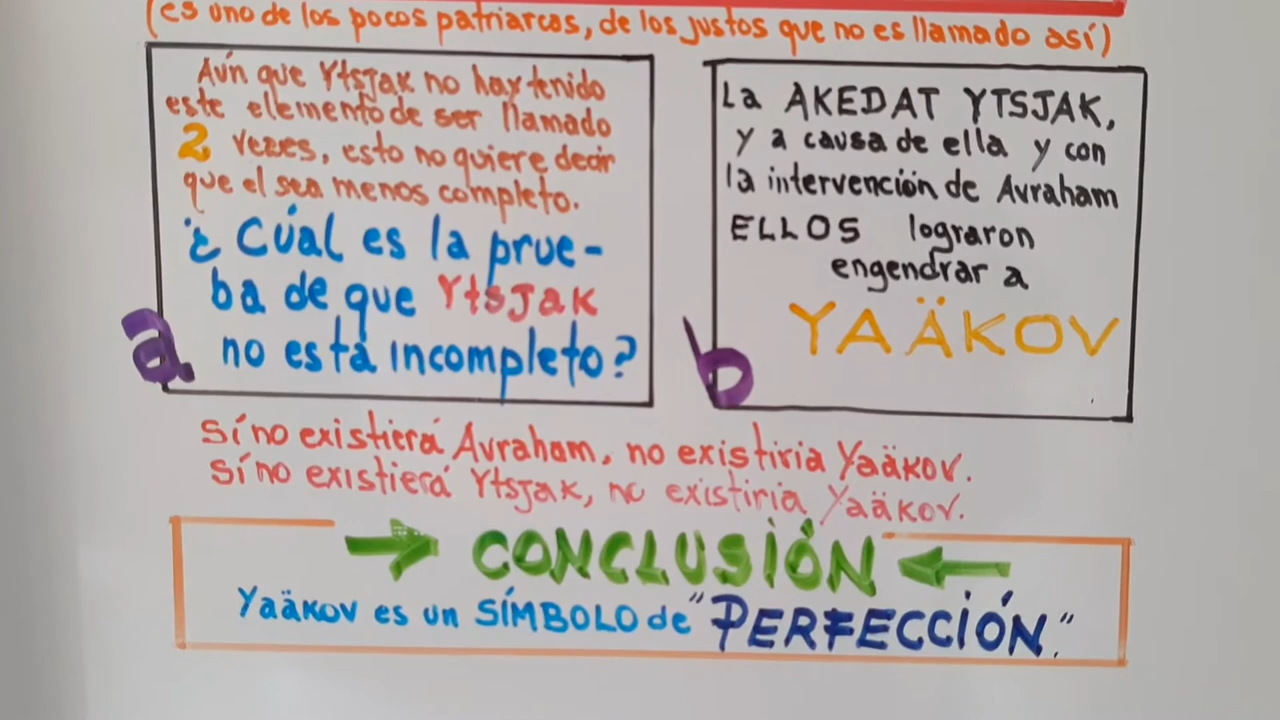 (es uno de los pocos patriarcas, de los justos que no es llamado así)
Aún que Ytsjak no hay tenido
este elemento de ser llamado
2 vezes, esto no quiere decir
que el sea menos completo.
¿Cúal es la prue-
ba de que Ytsjak
no está incompleto?
a
La AKEDAT YTSJAK,
y a causa de ella y con
la intervención de Avraham
ELLOS lograron
engendrar a
YAÄKOV
b
Sí no existierá Avraham, no existiria Yaäkov.
Sí no existierá Ytsjak, no existiria Yaäkov.
CONCLUSIÓN
Yaäkov es un SÍMBOLO de "PERFECCIÓN."